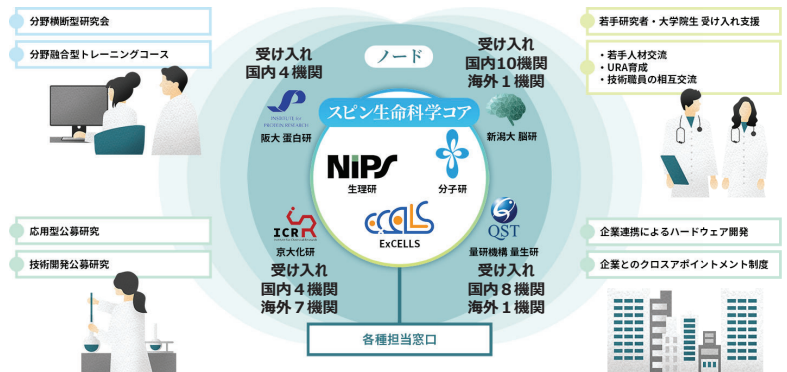 分野横断型研究会
分野融合型トレーニングコース
若手研究者・大学院生 受け入れ支援
・若手人材交流
・URA育成
・技術職員の相互交流
ノード
受け入れ
国内4機関
受け入れ
国内10機関
海外1機関
スピン生命科学コア
INSTITUTE for
PROTEIN RESEARCH
阪大 蛋白研
新潟大 脳研
NiPS
生理研
分子研
ExCELLS
ExCELLS
ICR
京大化研
QST
量研機構 量生研
受け入れ
国内4機関
海外7機関
受け入れ
国内8機関
海外1機関
応用型公募研究
技術開発公募研究
企業連携によるハードウェア開発
企業とのクロスアポイントメント制度
各種担当窓口